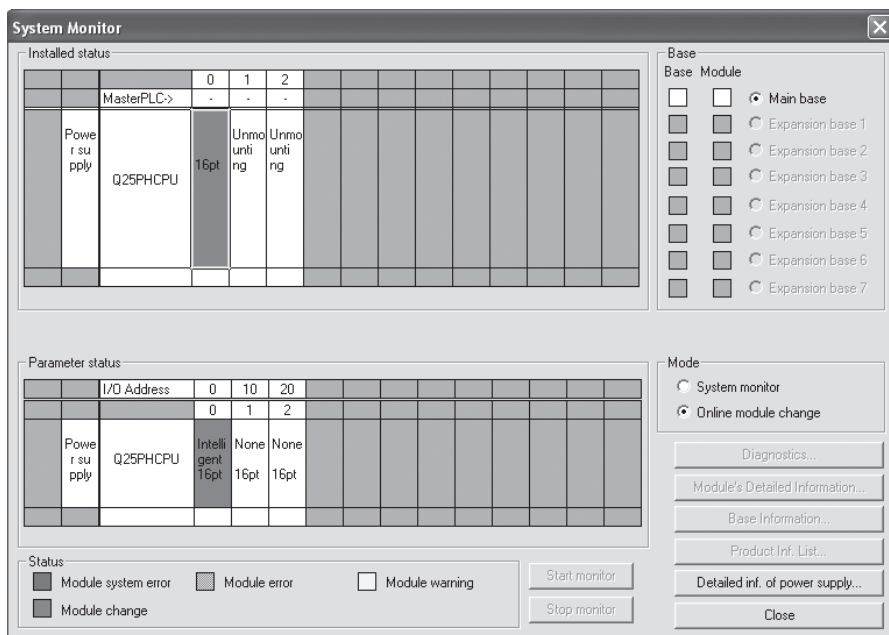 System Monitor
Installed status
0 1 2
MasterPLC-> - - -
Powe
r su
pply
Q25PHCPU
16pt
Unmo
unti
ng
Unmo
unti
ng
Base
Base Module
Main base
Expansion base 1
Expansion base 2
Expansion base 3
Expansion base 4
Expansion base 5
Expansion base 6
Expansion base 7
Parameter status
I/O Address 0 10 20
0 1 2
Powe
r su
pply
Q25PHCPU
Intelli
gent
16pt
None
16pt
None
16pt
Mode
System monitor
Online module change
Diagnostics...
Module's Detailed Information...
Base Information...
Product Inf. List...
Detailed inf. of power supply...
Close
Status
Module system error
Module error
Module warning
Module change
Start monitor
Stop monitor